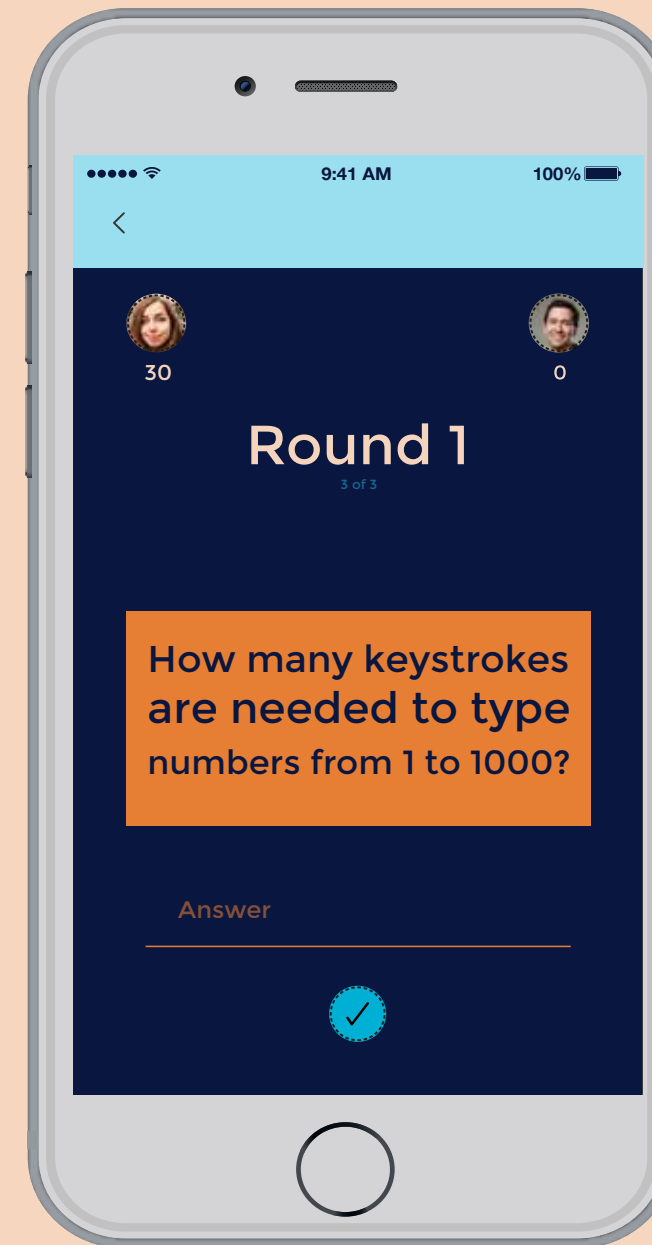 9:41 AM 100%
30 0
Round 1
3 of 3
How many keystrokes
are needed to type
numbers from 1 to 1000?
Answer